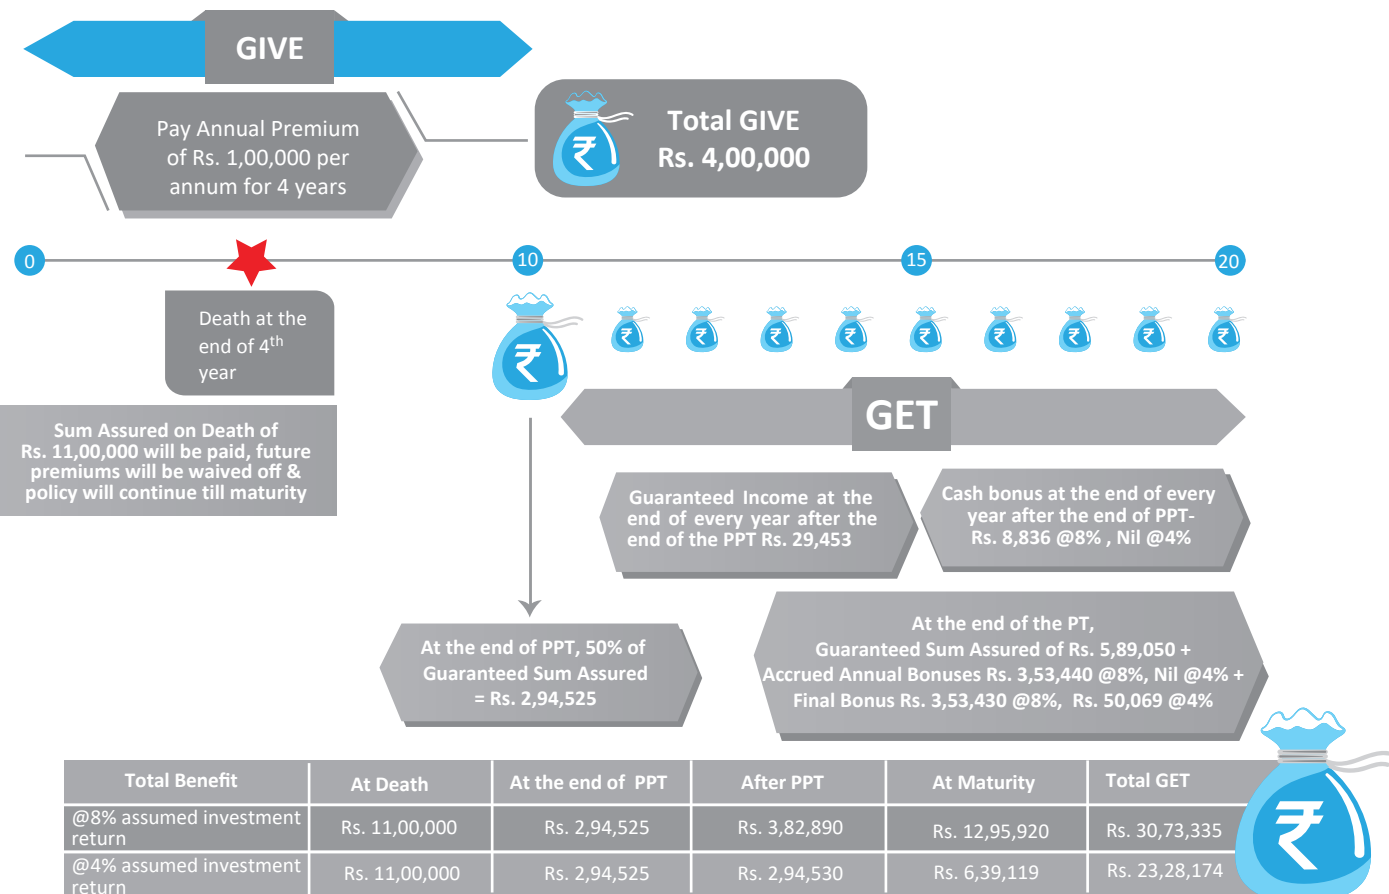 GIVE
Pay Annual Premium
of Rs. 1,00,000 per
annum for 4 years
₹
Total GIVE
Rs. 4,00,000
0
10
15
20
Death at the
end of 4th
year
₹
₹
₹
₹
₹
₹
₹
₹
₹
₹
Sum Assured on Death of
Rs. 11,00,000 will be paid, future
premiums will be waived off &
policy will continue till maturity
GET
Guaranteed Income at the
end of every year after the
end of the PPT Rs. 29,453
Cash bonus at the end of every
year after the end of PPT-
Rs. 8,836 @8% , Nil @4%
At the end of PPT, 50% of
Guaranteed Sum Assured
= Rs. 2,94,525
At the end of the PT,
Guaranteed Sum Assured of Rs. 5,89,050 +
Accrued Annual Bonuses Rs. 3,53,440 @8%, Nil @4% +
Final Bonus Rs. 3,53,430 @8%, Rs. 50,069 @4%
Total Benefit At Death At the end of PPT After PPT At Maturity Total GET
@8% assumed investment
return
Rs. 11,00,000 Rs. 2,94,525 Rs. 3,82,890 Rs. 12,95,920 Rs. 30,73,335
@4% assumed investment
return
Rs. 11,00,000 Rs. 2,94,525 Rs. 2,94,530 Rs. 6,39,119 Rs. 23,28,174
₹